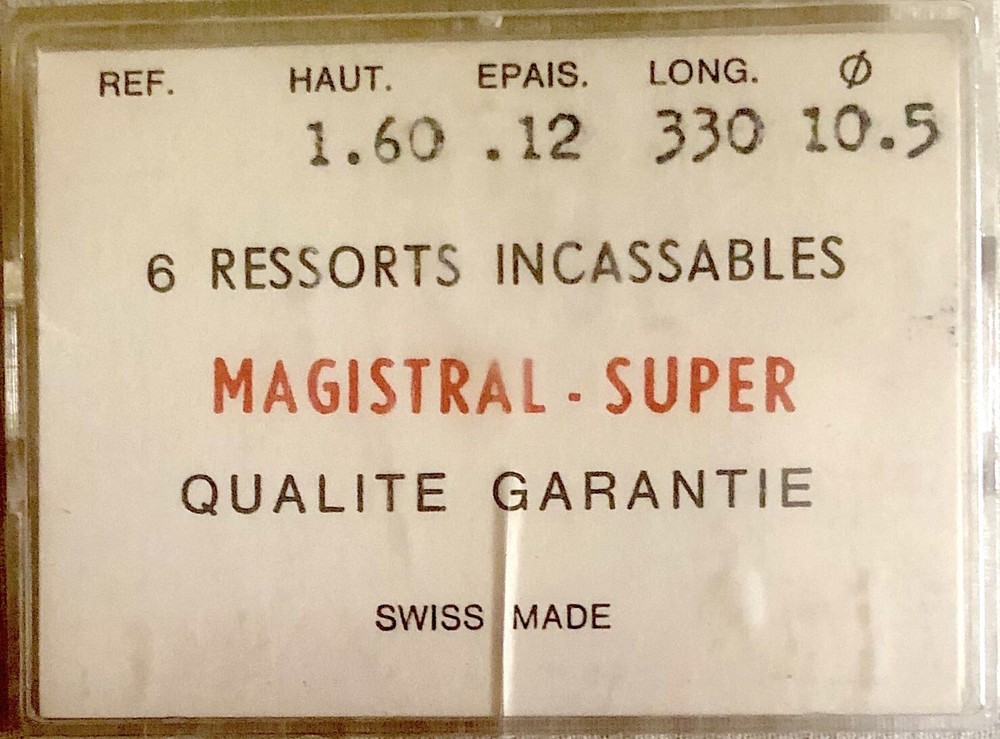 REF. HAUT. EPAIS. LONG. Ø
1.60 .12 330 10.5
6 RESSORTS INCASSABLES
MAGISTRAL - SUPER
QUALITE GARANTIE
SWISS MADE